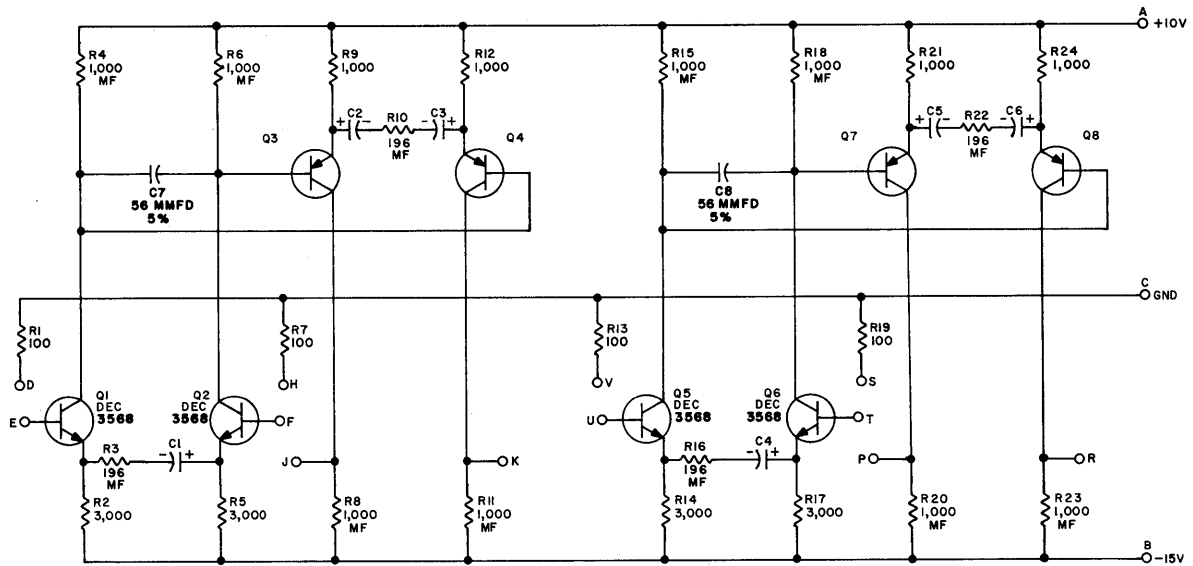 A
+10V
R4
1,000
MF
R6
1,000
MF
R9
1,000
R12
1,000
R15
1,000
MF
R18
1,000
MF
R21
1,000
R24
1,000
+ C2 -
R10
196
MF
- C3 +
Q3
Q4
+ C5 -
R22
196
MF
- C6 +
Q7
Q8
C7
56 MMFD
5%
C8
56 MMFD
5%
C
GND
R1
100
D
R7
100
H
R13
100
V
R19
100
S
Q1
DEC
3568
E
Q2
DEC
3568
F
Q5
DEC
3568
U
Q6
DEC
3568
T
R3
196
MF
- C1 +
J
K
R16
196
MF
- C4 +
P
R
R2
3,000
R5
3,000
R8
1,000
MF
R11
1,000
MF
R14
3,000
R17
3,000
R20
1,000
MF
R23
1,000
MF
B
-15V